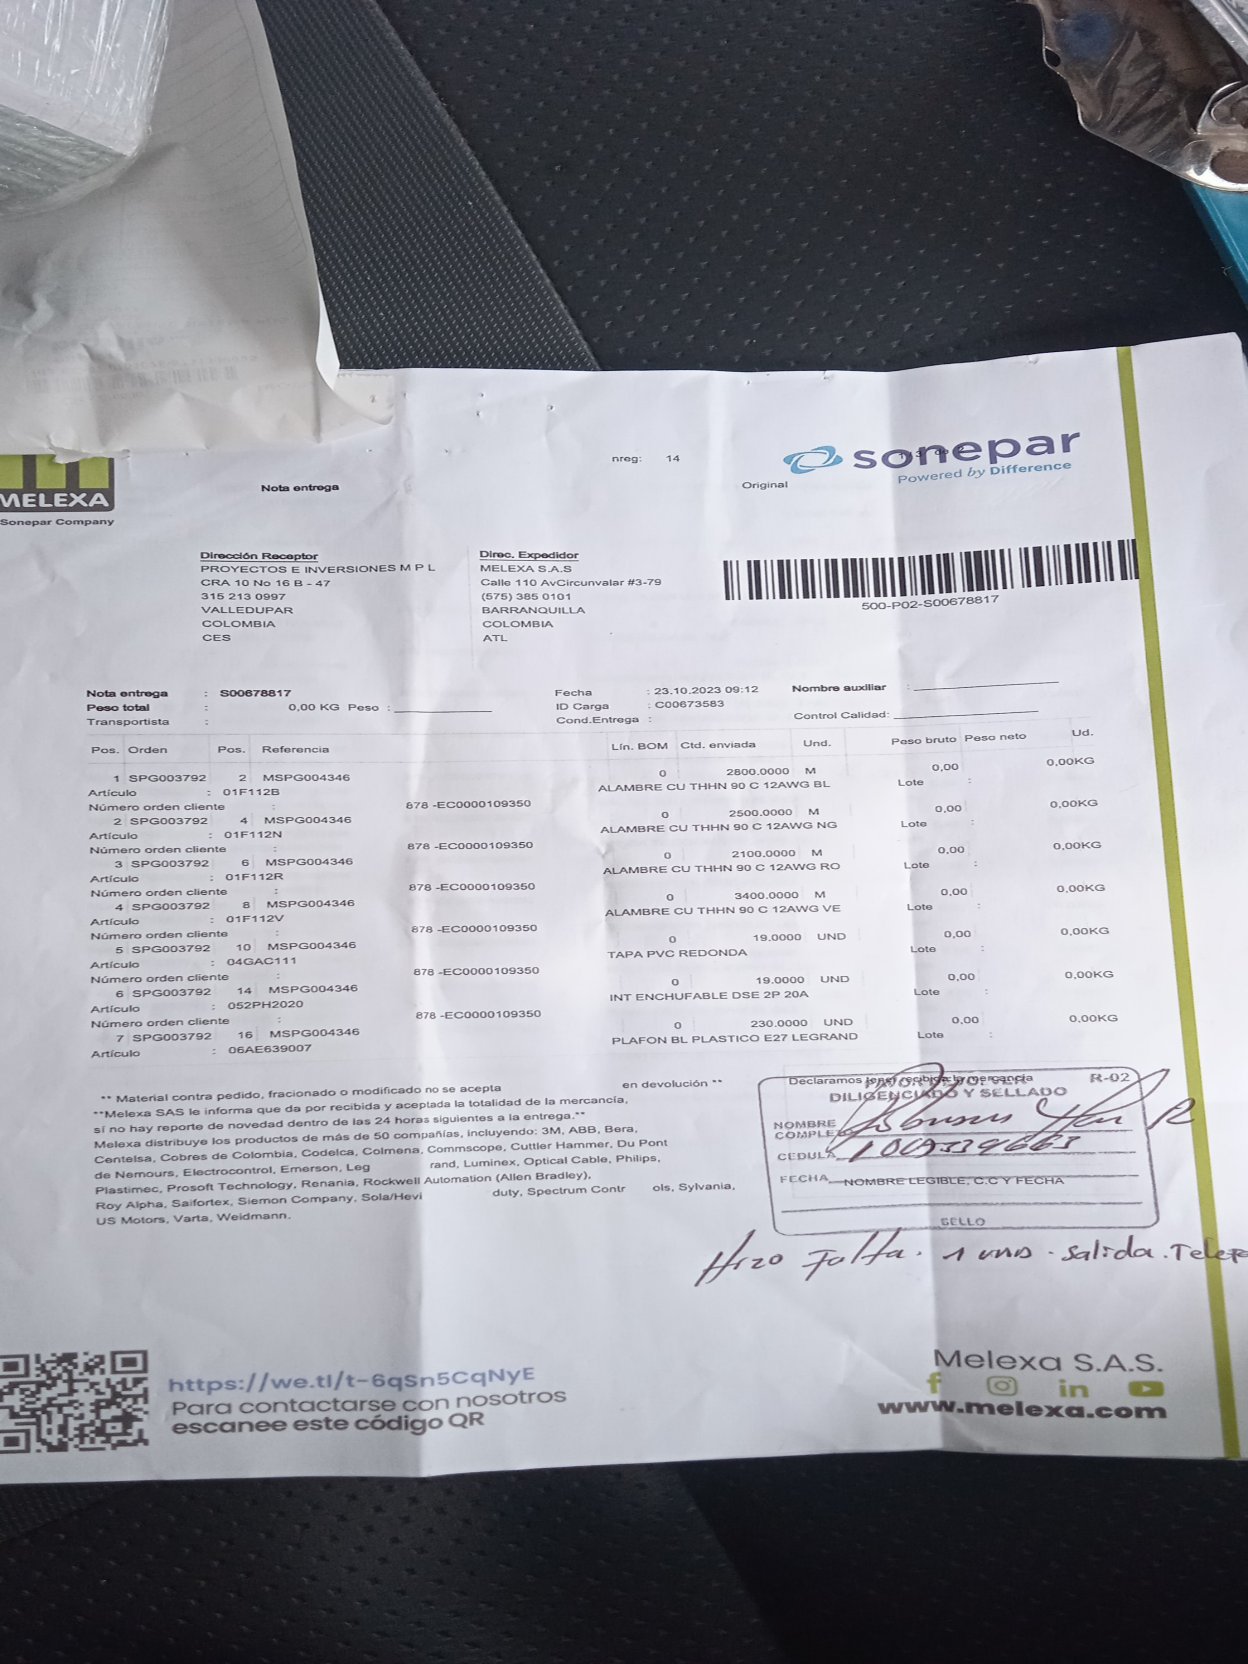 MELEXA
Sonepar Company
Nota entrega
nreg: 14
Original
sonepar
Powered by Difference
Dirección Receptor
PROYECTOS E INVERSIONES M P L
CRA 10 No 16 B - 47
315 213 0997
VALLEDUPAR
COLOMBIA
CES
Direc. Expedidor
MELEXA S.A.S
Calle 110 AvCircunvalar #3-79
(575) 385 0101
BARRANQUILLA
COLOMBIA
ATL
500-P02-S00678817
Nota entrega : S00678817
Peso total : 0,00 KG Peso :
Transportista :
Fecha : 23.10.2023 09:12
ID Carga : C00673583
Cond.Entrega :
Nombre auxiliar :
Control Calidad:
Pos. Orden Pos. Referencia Lín. BOM Ctd. enviada Und. Peso bruto Peso neto Ud.
1 SPG003792 2 MSPG004346 0 2800.0000 M 0,00 0,00KG
Artículo : 01F112B ALAMBRE CU THHN 90 C 12AWG BL Lote :
Número orden cliente : 878 -EC0000109350
2 SPG003792 4 MSPG004346 0 2500.0000 M 0,00 0,00KG
Artículo : 01F112N ALAMBRE CU THHN 90 C 12AWG NG Lote :
Número orden cliente : 878 -EC0000109350
3 SPG003792 6 MSPG004346 0 2100.0000 M 0,00 0,00KG
Artículo : 01F112R ALAMBRE CU THHN 90 C 12AWG RO Lote :
Número orden cliente : 878 -EC0000109350
4 SPG003792 8 MSPG004346 0 3400.0000 M 0,00 0,00KG
Artículo : 01F112V ALAMBRE CU THHN 90 C 12AWG VE Lote :
Número orden cliente : 878 -EC0000109350
5 SPG003792 10 MSPG004346 0 19.0000 UND 0,00 0,00KG
Artículo : 04GAC111 TAPA PVC REDONDA Lote :
Número orden cliente : 878 -EC0000109350
6 SPG003792 14 MSPG004346 0 19.0000 UND 0,00 0,00KG
Artículo : 052PH2020 INT ENCHUFABLE DSE 2P 20A Lote :
Número orden cliente : 878 -EC0000109350
7 SPG003792 16 MSPG004346 0 230.0000 UND 0,00 0,00KG
Artículo : 06AE639007 PLAFON BL PLASTICO E27 LEGRAND Lote :
** Material contra pedido, fracionado o modificado no se acepta en devolución **
**Melexa SAS le informa que da por recibida y aceptada la totalidad de la mercancía,
sí no hay reporte de novedad dentro de las 24 horas siguientes a la entrega.**
Melexa distribuye los productos de más de 50 compañías, incluyendo: 3M, ABB, Bera,
Centelsa, Cobres de Colombia, Codelca, Colmena, Commscope, Cuttler Hammer, Du Pont
de Nemours, Electrocontrol, Emerson, Leg rand, Luminex, Optical Cable, Philips,
Plastimec, Prosoft Technology, Renania, Rockwell Automation (Allen Bradley),
Roy Alpha, Saifortex, Siemon Company, Sola/Hevi duty, Spectrum Contr ols, Sylvania,
US Motors, Varta, Weidmann.
Declaramos tener recibida la mercancía R-02
DILIGENCIADO Y SELLADO
NOMBRE
CEDULA
FECHA NOMBRE LEGIBLE, C.C Y FECHA
SELLO
Hizo Falta. 1 und. salida.
https://we.tl/t-6qSn5CqNyE
Para contactarse con nosotros
escanee este código QR
Melexa S.A.S.
www.melexa.com